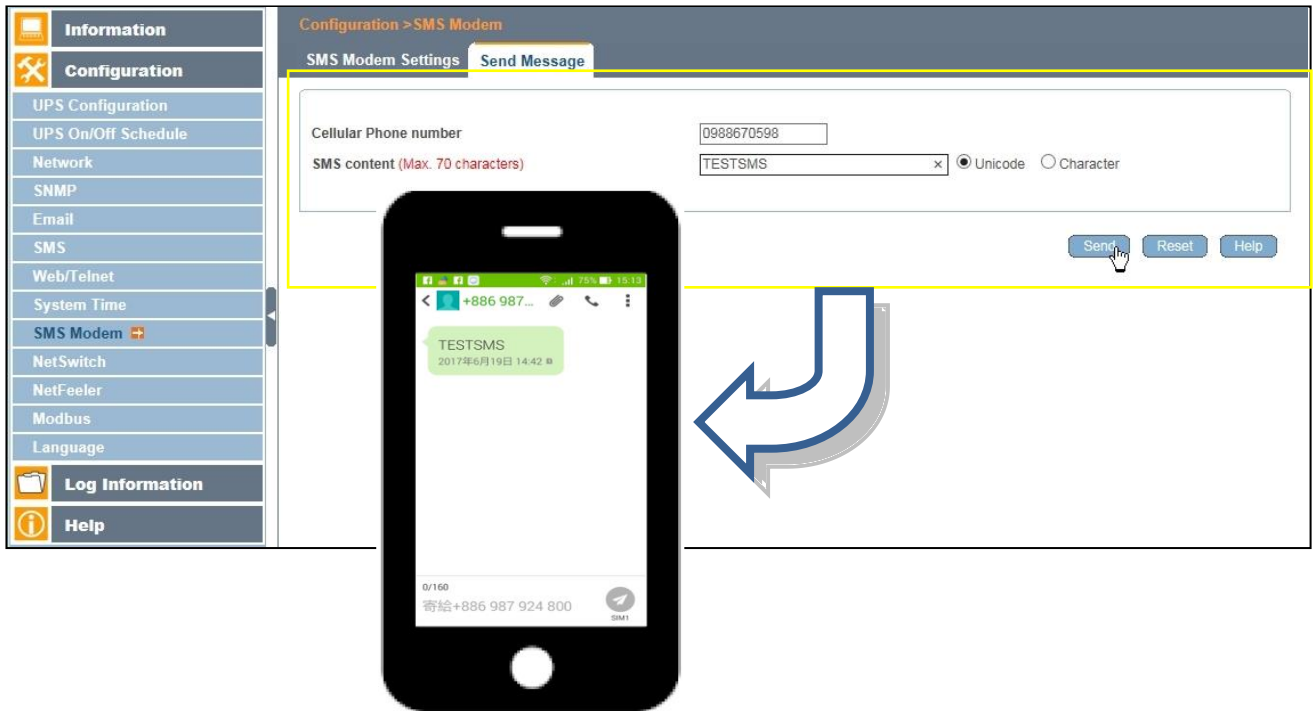 Information
Configuration
UPS Configuration
UPS On/Off Schedule
Network
SNMP
Email
SMS
Web/Telnet
System Time
SMS Modem
NetSwitch
NetFeeler
Modbus
Language
Log Information
Help
Configuration >SMS Modem
SMS Modem Settings Send Message
Cellular Phone number 0988670598
SMS content (Max. 70 characters) TESTSMS × Unicode Character
Send Reset Help
75% 15:13
+886 987...
TESTSMS
2017年6月19日 14:42
0/160
寄給+886 987 924 800
SIM1